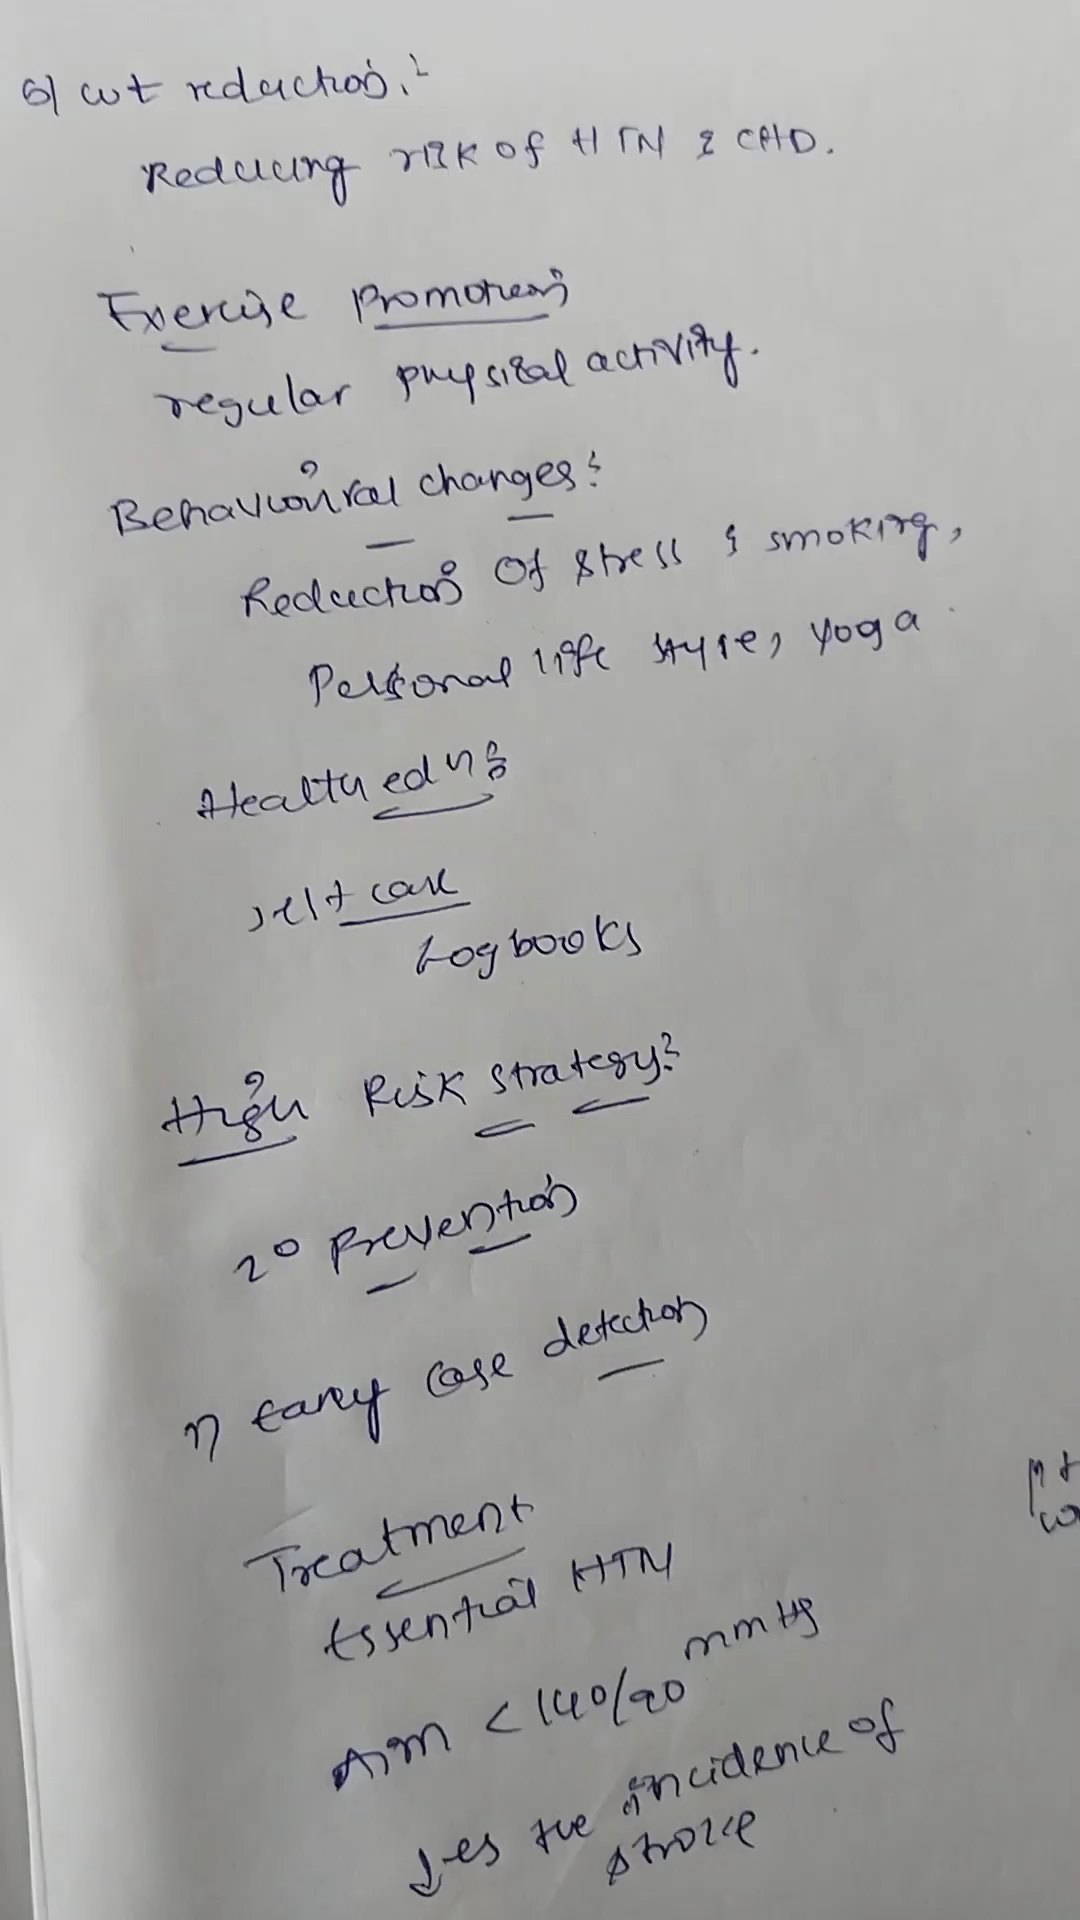 6) wt reduction:
Reducing risk of HTN & CHD.
Exercise Promotion
regular physical activity.
Behavioural changes:
Reduction of stress & smoking,
Personal life style, yoga
Health edn:
self care
Logbooks
High Risk strategy:
2° Prevention
1) Early case detection
Treatment
Essential HTN
Aim < 140/90 mmHg
↓es the incidence of
stroke